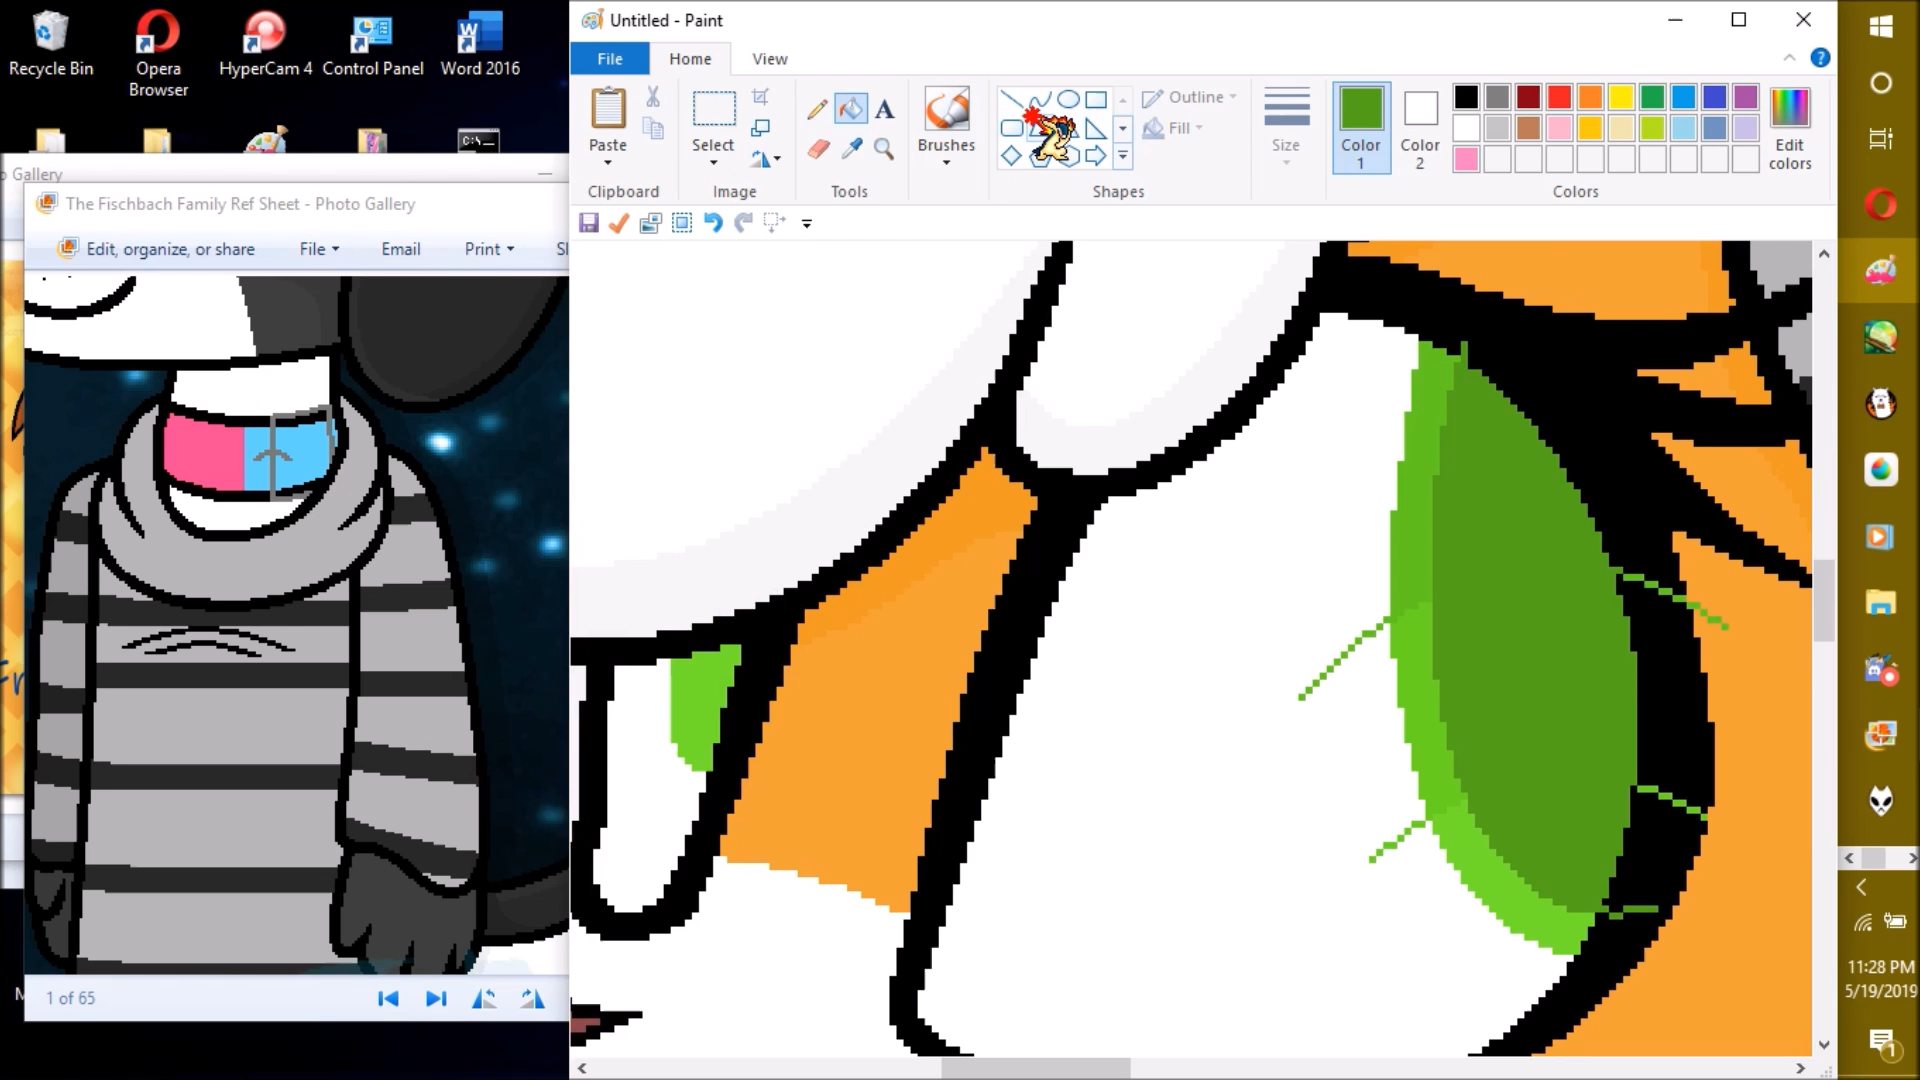 Recycle Bin
Opera Browser
HyperCam 4
Control Panel
Word 2016
C:\
o Gallery
The Fischbach Family Ref Sheet - Photo Gallery
Edit, organize, or share
File
Email
Print
Sl
1 of 65
Untitled - Paint
File
Home
View
Paste
Select
A
Brushes
Outline
Fill
Size
Color 1
Color 2
Edit colors
Clipboard
Image
Tools
Shapes
Colors
11:28 PM
5/19/2019
1